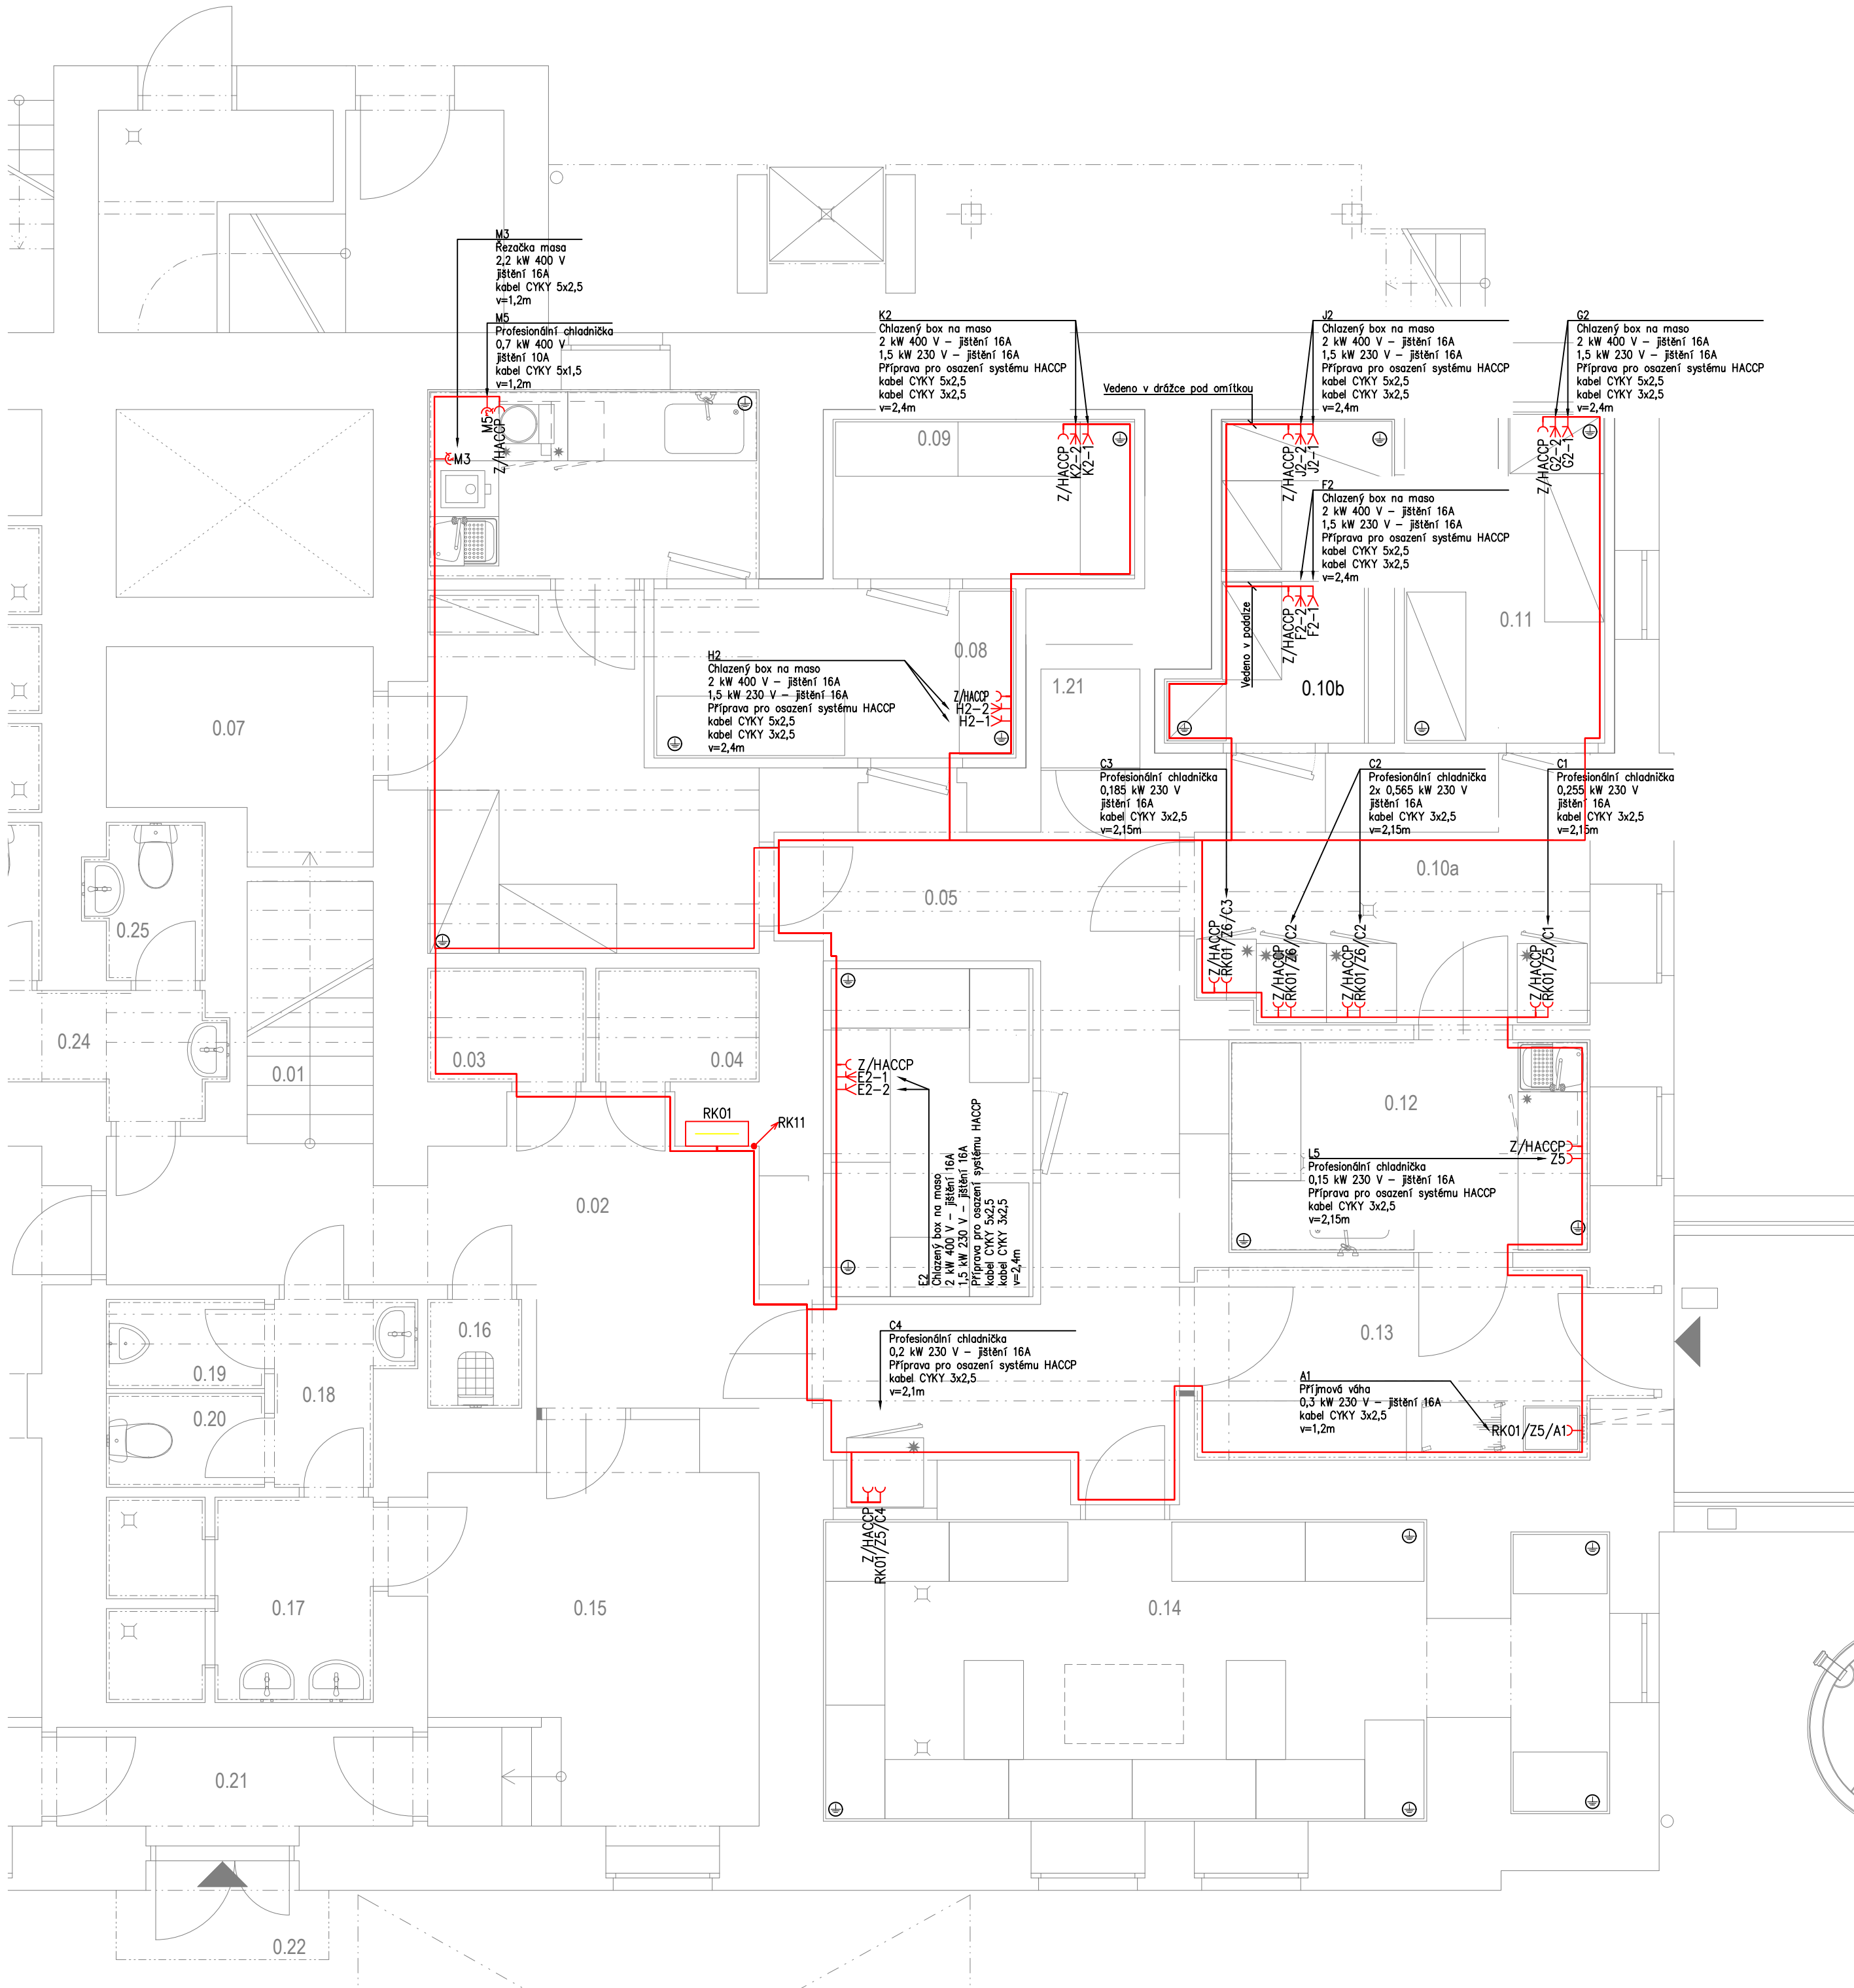 M3
Řezačka masa
2,2 kW 400 V
jištění 16A
kabel CYKY 5x2,5
v=1,2m
M5
Profesionální chladnička
0,7 kW 400 V
jištění 10A
kabel CYKY 5x1,5
v=1,2m
K2
Chlazený box na maso
2 kW 400 V – jištění 16A
1,5 kW 230 V – jištění 16A
Příprava pro osazení systému HACCP
kabel CYKY 5x2,5
kabel CYKY 3x2,5
v=2,4m
J2
Chlazený box na maso
2 kW 400 V – jištění 16A
1,5 kW 230 V – jištění 16A
Příprava pro osazení systému HACCP
kabel CYKY 5x2,5
kabel CYKY 3x2,5
v=2,4m
G2
Chlazený box na maso
2 kW 400 V – jištění 16A
1,5 kW 230 V – jištění 16A
Příprava pro osazení systému HACCP
kabel CYKY 5x2,5
kabel CYKY 3x2,5
v=2,4m
Vedeno v drážce pod omítkou
M5
Z/HACCP
M3
0.09
Z/HACCP
K2-2
K2-1
Z/HACCP
J2-2
J2-1
Z/HACCP
G2-2
G2-1
F2
Chlazený box na maso
2 kW 400 V – jištění 16A
1,5 kW 230 V – jištění 16A
Příprava pro osazení systému HACCP
kabel CYKY 5x2,5
kabel CYKY 3x2,5
v=2,4m
Vedeno v podalze
Z/HACCP
F2-2
F2-1
0.11
0.08
H2
Chlazený box na maso
2 kW 400 V – jištění 16A
1,5 kW 230 V – jištění 16A
Příprava pro osazení systému HACCP
kabel CYKY 5x2,5
kabel CYKY 3x2,5
v=2,4m
Z/HACCP
H2-2
H2-1
1.21
0.10b
0.07
C3
Profesionální chladnička
0,185 kW 230 V
jištění 16A
kabel CYKY 3x2,5
v=2,15m
C2
Profesionální chladnička
2x 0,565 kW 230 V
jištění 16A
kabel CYKY 3x2,5
v=2,15m
C1
Profesionální chladnička
0,255 kW 230 V
jištění 16A
kabel CYKY 3x2,5
v=2,15m
0.10a
0.05
0.25
Z/HACCP
RK01/Z6/C3
Z/HACCP
RK01/Z6/C2
Z/HACCP
RK01/Z6/C2
Z/HACCP
RK01/Z5/C1
0.24
0.01
0.03
0.04
Z/HACCP
E2-1
E2-2
0.12
RK01
RK11
Z/HACCP
Z5
L5
Profesionální chladnička
0,15 kW 230 V – jištění 16A
Příprava pro osazení systému HACCP
kabel CYKY 3x2,5
v=2,15m
E2
Chlazený box na maso
2 kW 400 V – jištění 16A
1,5 kW 230 V – jištění 16A
Příprava pro osazení systému HACCP
kabel CYKY 5x2,5
kabel CYKY 3x2,5
v=2,4m
0.02
0.16
0.13
C4
Profesionální chladnička
0,2 kW 230 V – jištění 16A
Příprava pro osazení systému HACCP
kabel CYKY 3x2,5
v=2,1m
0.19
0.18
0.20
A1
Příjmová váha
0,3 kW 230 V – jištění 16A
kabel CYKY 3x2,5
v=1,2m
RK01/Z5/A1
Z/HACCP
RK01/Z5/C4
0.17
0.15
0.14
0.21
0.22